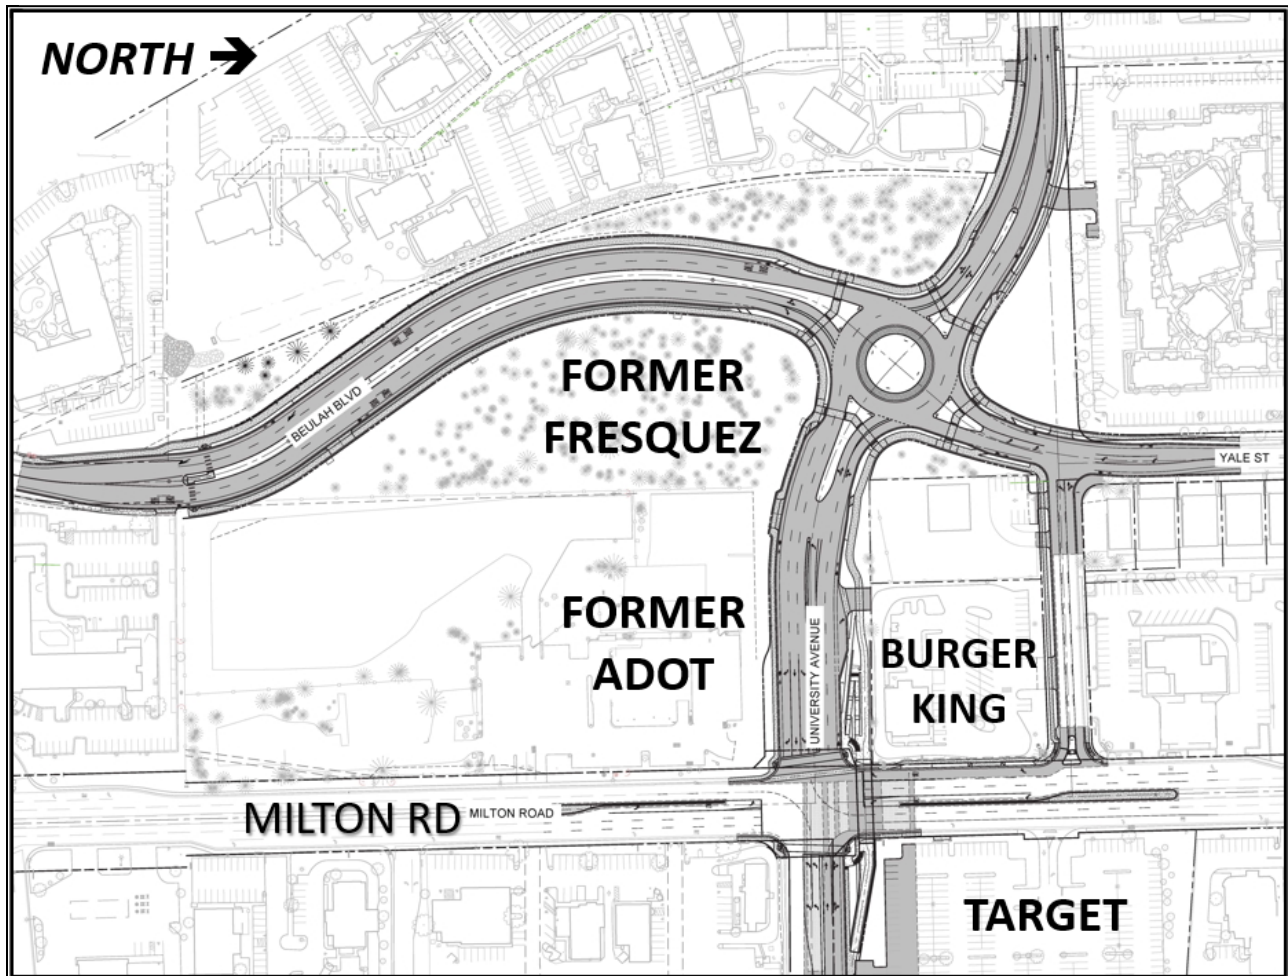 NORTH →
FORMER
FRESQUEZ
BEULAH BLVD
YALE ST
FORMER
ADOT
UNIVERSITY AVENUE
BURGER
KING
MILTON RD
MILTON ROAD
TARGET